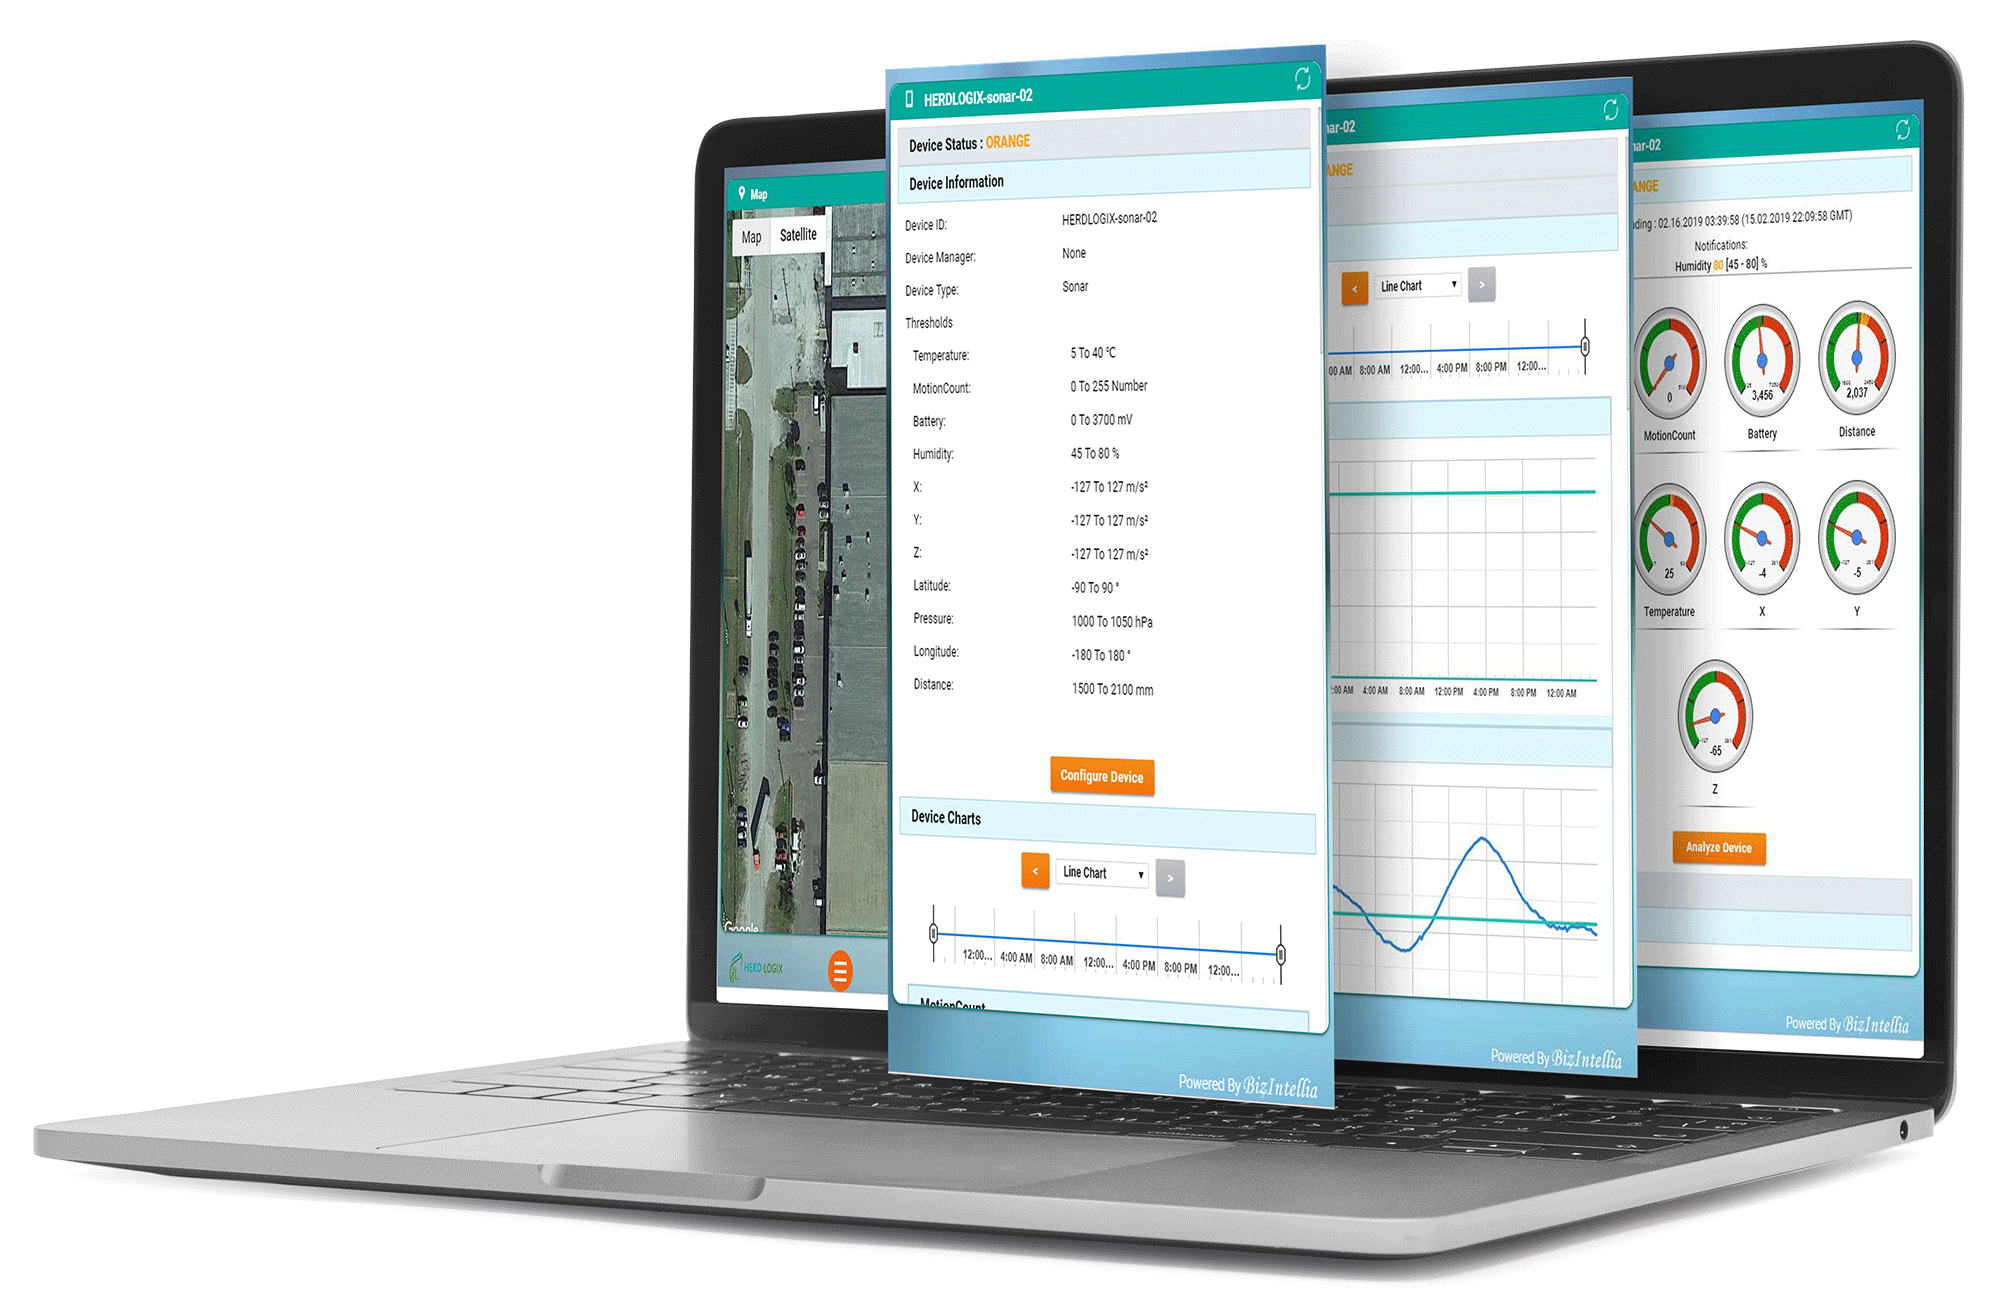 Map
Map Satellite
Google
HERD LOGIX
HERDLOGIX-sonar-02
Device Status : ORANGE
Device Information
Device ID: HERDLOGIX-sonar-02
Device Manager: None
Device Type: Sonar
Thresholds
Temperature: 5 To 40 °C
MotionCount: 0 To 255 Number
Battery: 0 To 3700 mV
Humidity: 45 To 80 %
X: -127 To 127 m/s²
Y: -127 To 127 m/s²
Z: -127 To 127 m/s²
Latitude: -90 To 90 °
Pressure: 1000 To 1050 hPa
Longitude: -180 To 180 °
Distance: 1500 To 2100 mm
Configure Device
Device Charts
< Line Chart ▼ >
12:00... 4:00 AM 8:00 AM 12:00... 4:00 PM 8:00 PM 12:00...
MotionCount
Powered By BizIntellia
nar-02
ANGE
< Line Chart ▼ >
00 AM 8:00 AM 12:00... 4:00 PM 8:00 PM 12:00...
:00 AM 4:00 AM 8:00 AM 12:00 PM 4:00 PM 8:00 PM 12:00 AM
Powered By BizIntellia
nar-02
ANGE
ding : 02.16.2019 03:39:58 (15.02.2019 22:09:58 GMT)
Notifications:
Humidity 80 [45 - 80] %
0 3,456 2,037
MotionCount Battery Distance
25 -4 -5
Temperature X Y
-65
Z
Analyze Device
Powered By BizIntellia